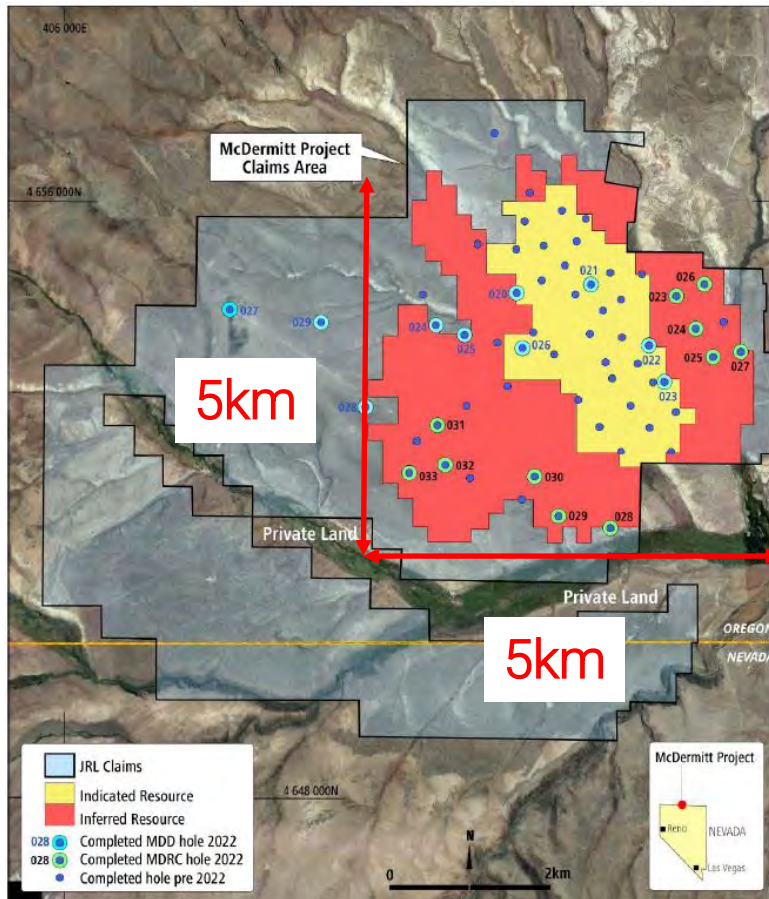 406 000E
McDermitt Project
Claims Area
4 656 000N
021
026
020
023
027
029
024
024
025
026
022
025
027
023
5km
028
031
032
033
030
029
028
Private Land
Private Land
OREGON
NEVADA
5km
JRL Claims
Indicated Resource
Inferred Resource
028 Completed MDD hole 2022
028 Completed MDRC hole 2022
Completed hole pre 2022
4 648 000N
N
0 2km
McDermitt Project
Reno
NEVADA
Las Vegas